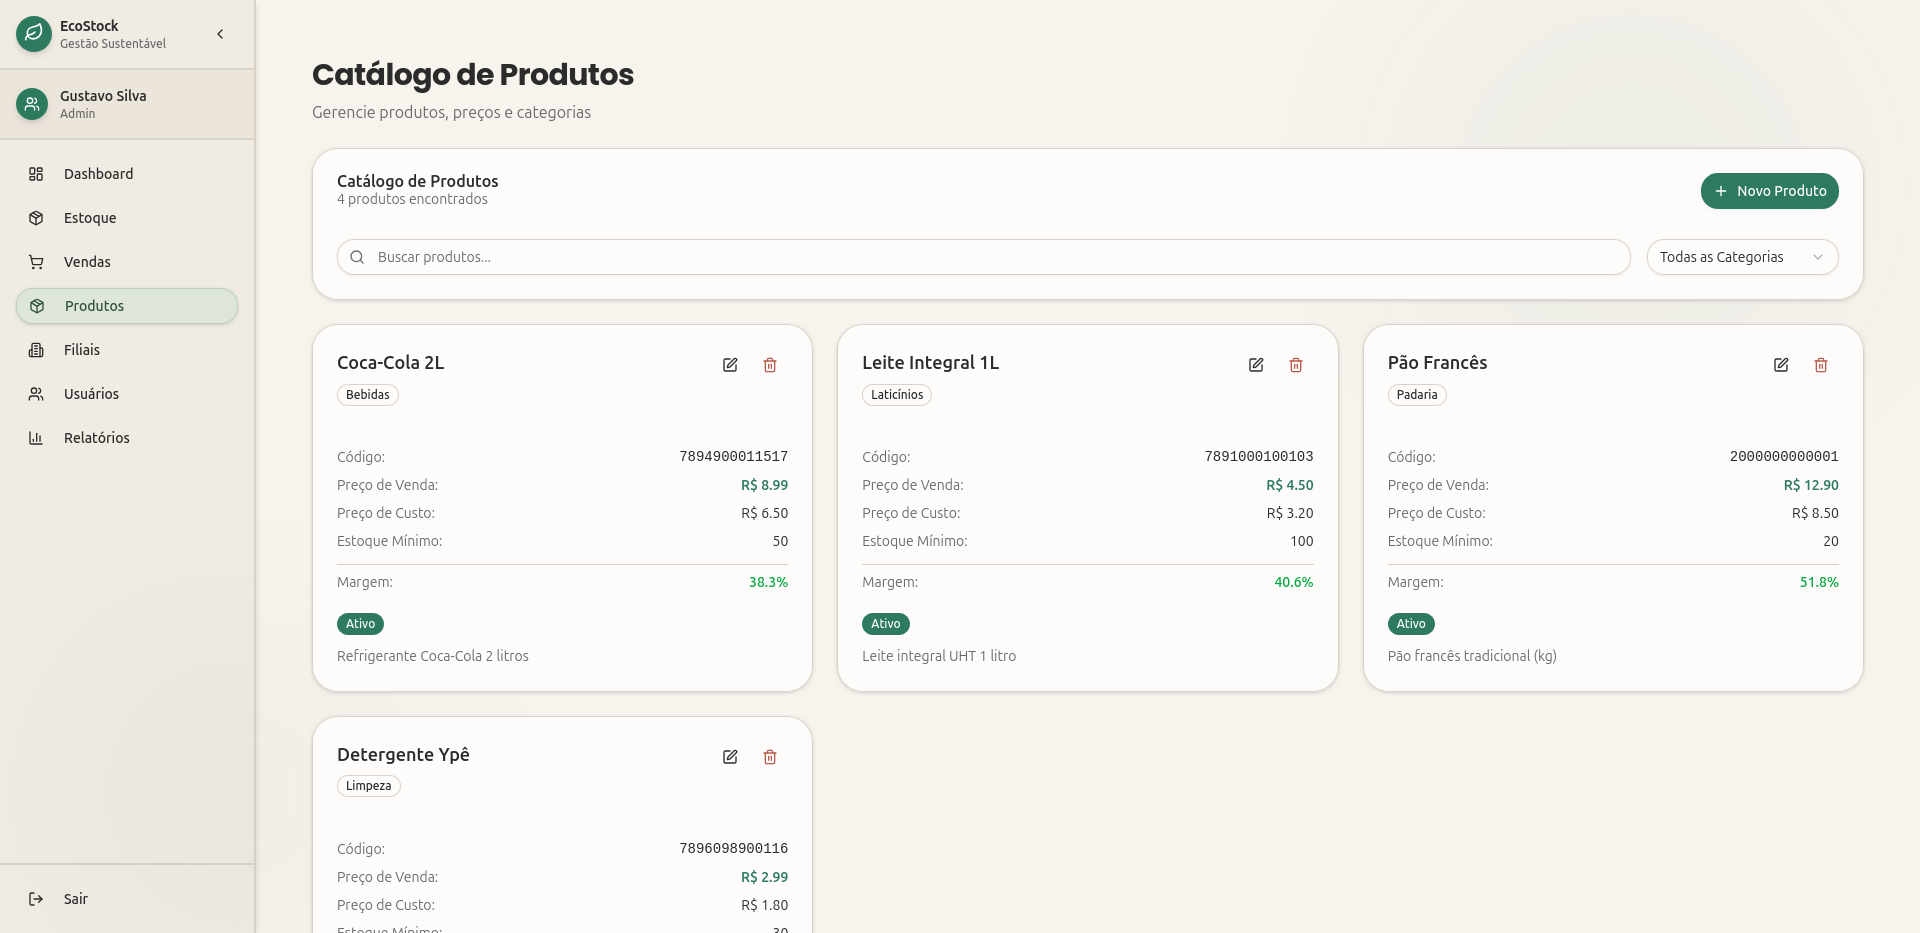 EcoStock
Gestão Sustentável
Gustavo Silva
Admin
Dashboard
Estoque
Vendas
Produtos
Filiais
Usuários
Relatórios
Sair
Catálogo de Produtos
Gerencie produtos, preços e categorias
Catálogo de Produtos
4 produtos encontrados
Novo Produto
Buscar produtos...
Todas as Categorias
Coca-Cola 2L
Bebidas
Código: 7894900011517
Preço de Venda: R$ 8.99
Preço de Custo: R$ 6.50
Estoque Mínimo: 50
Margem: 38.3%
Ativo
Refrigerante Coca-Cola 2 litros
Leite Integral 1L
Laticínios
Código: 7891000100103
Preço de Venda: R$ 4.50
Preço de Custo: R$ 3.20
Estoque Mínimo: 100
Margem: 40.6%
Ativo
Leite integral UHT 1 litro
Pão Francês
Padaria
Código: 2000000000001
Preço de Venda: R$ 12.90
Preço de Custo: R$ 8.50
Estoque Mínimo: 20
Margem: 51.8%
Ativo
Pão francês tradicional (kg)
Detergente Ypê
Limpeza
Código: 7896098900116
Preço de Venda: R$ 2.99
Preço de Custo: R$ 1.80
Estoque Mínimo: 30